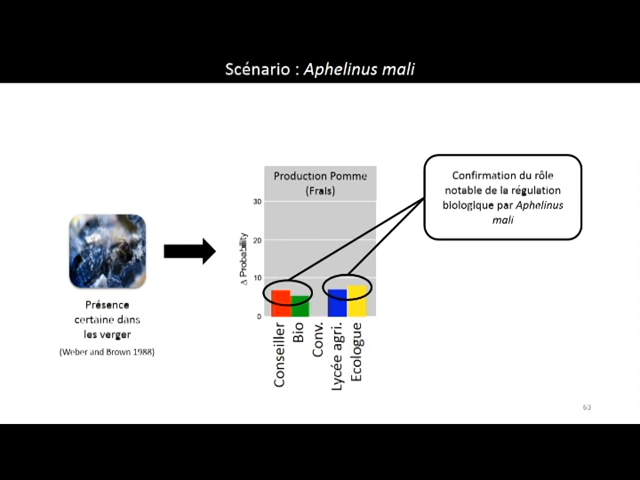 Scénario : Aphelinus mali
Production Pomme
(Frais)
Confirmation du rôle
notable de la régulation
biologique par Aphelinus
mali
30
20
10
0
Δ Probability
Présence
certaine dans
les verger
(Weber and Brown 1988)
Conseiller
Bio
Conv.
Lycée agri.
Ecologue
63